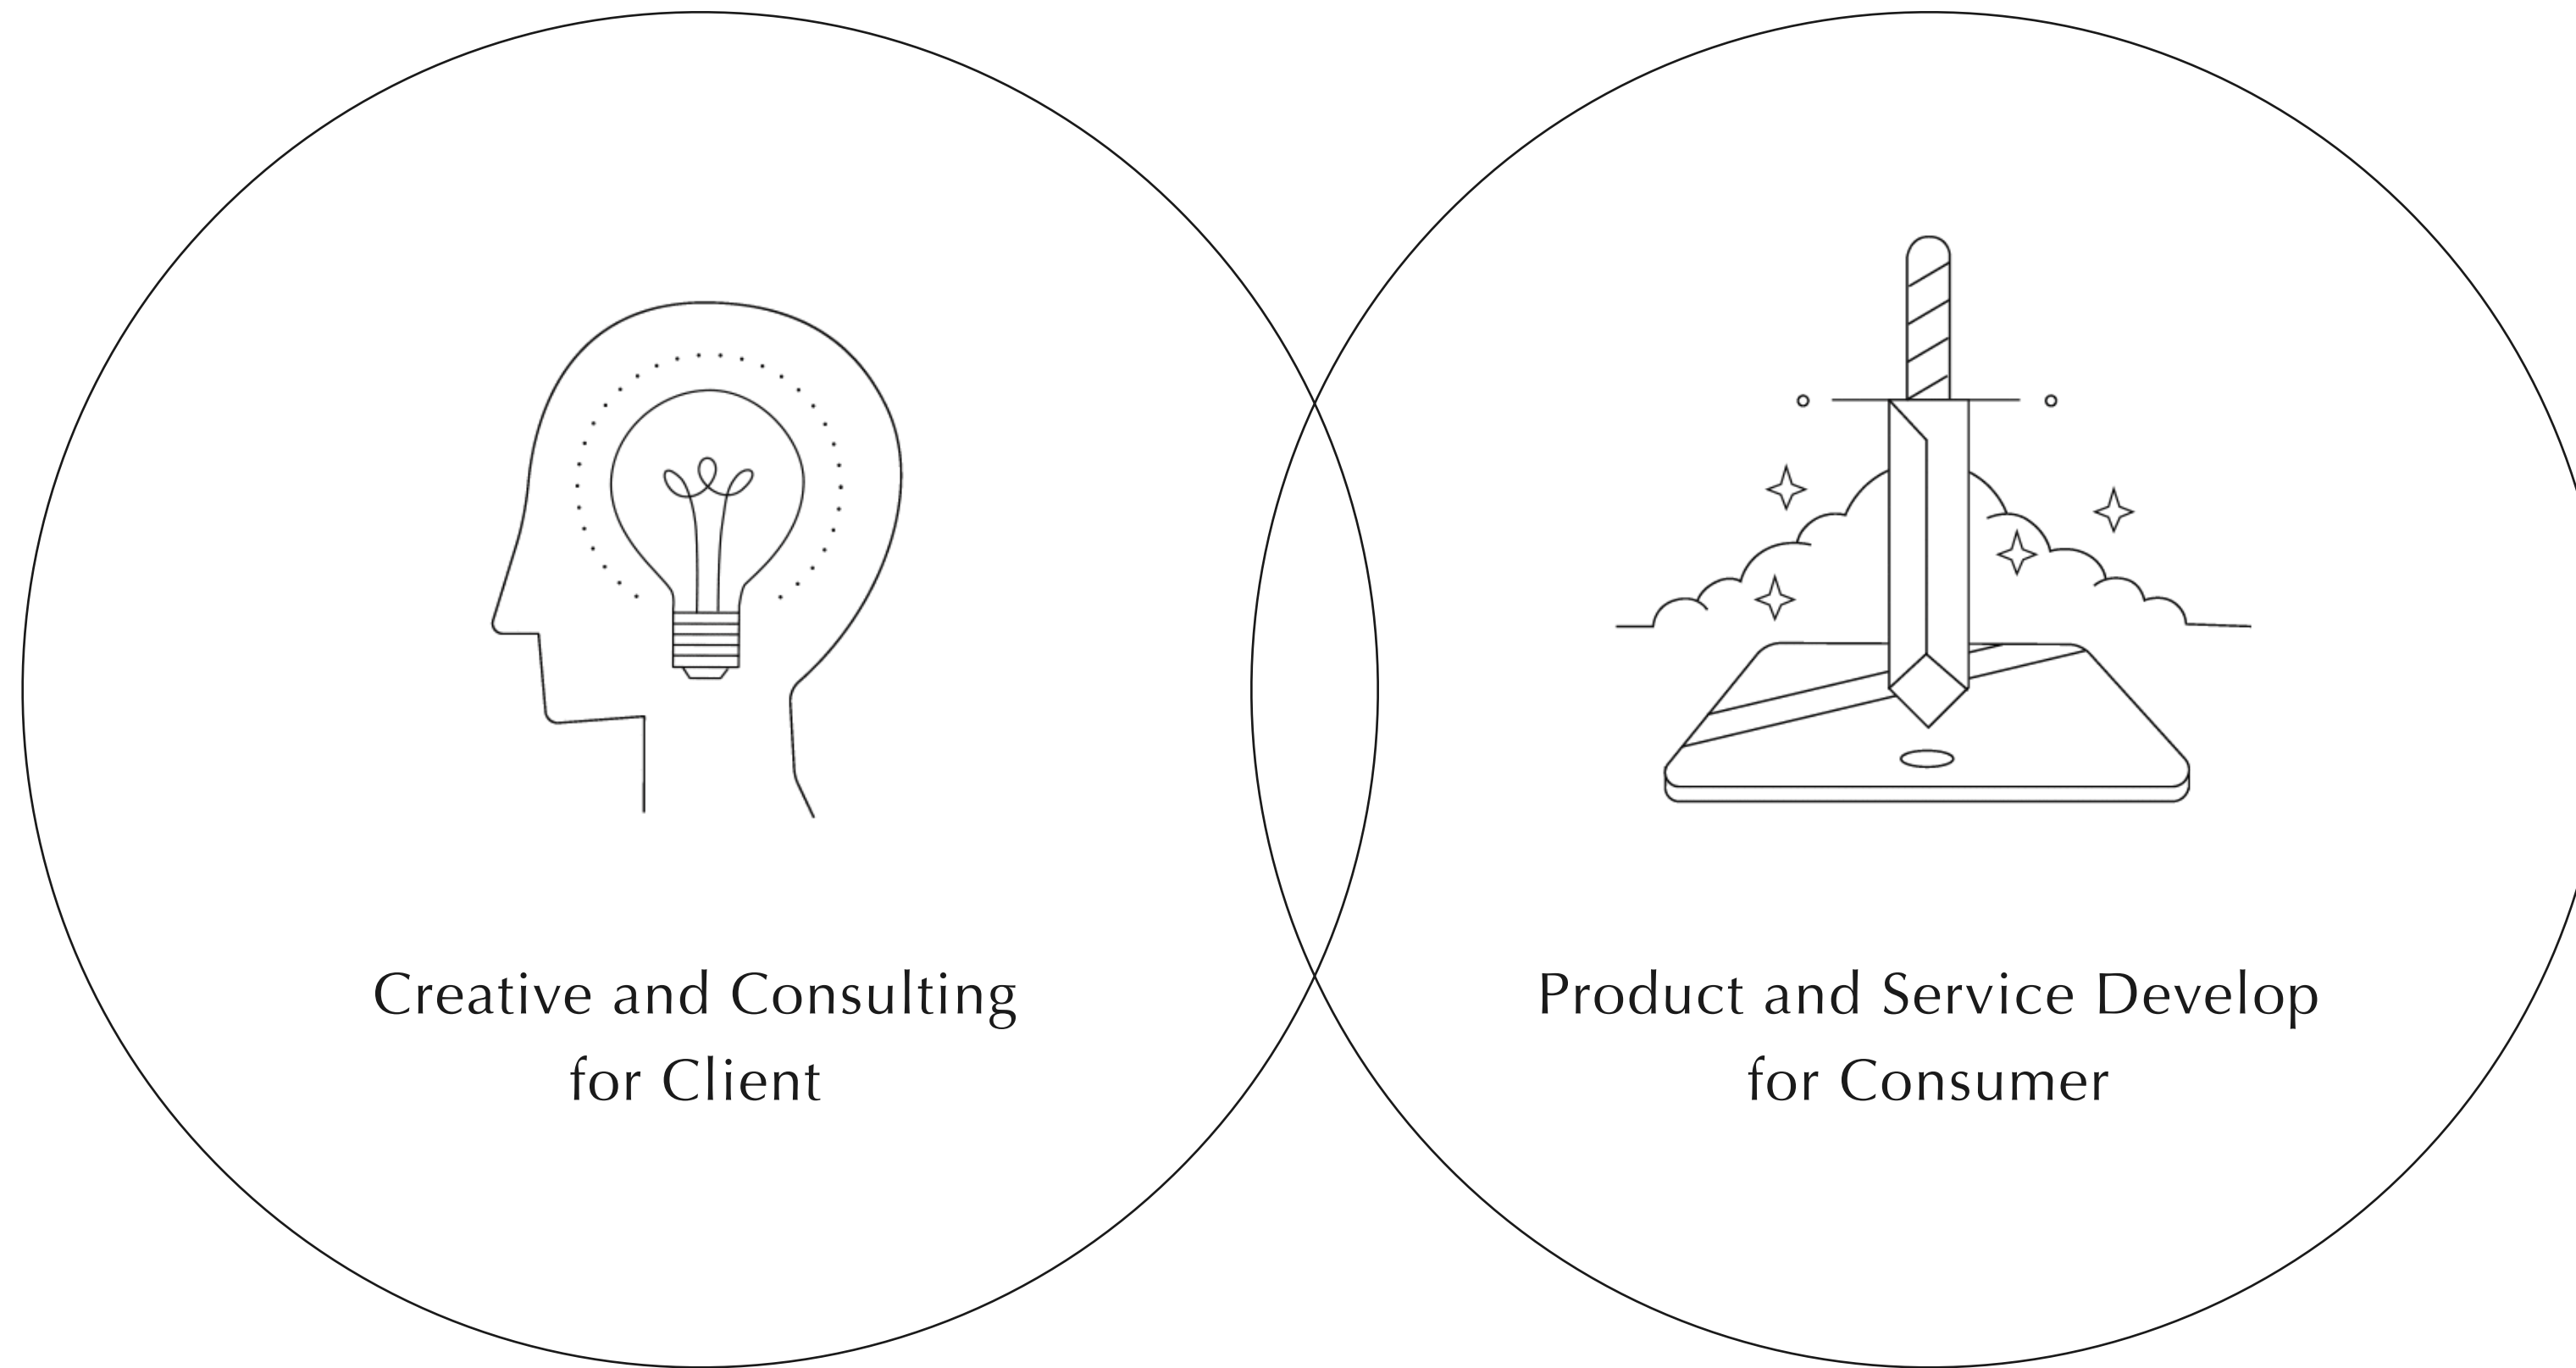 Creative and Consulting
for Client
Product and Service Develop
for Consumer